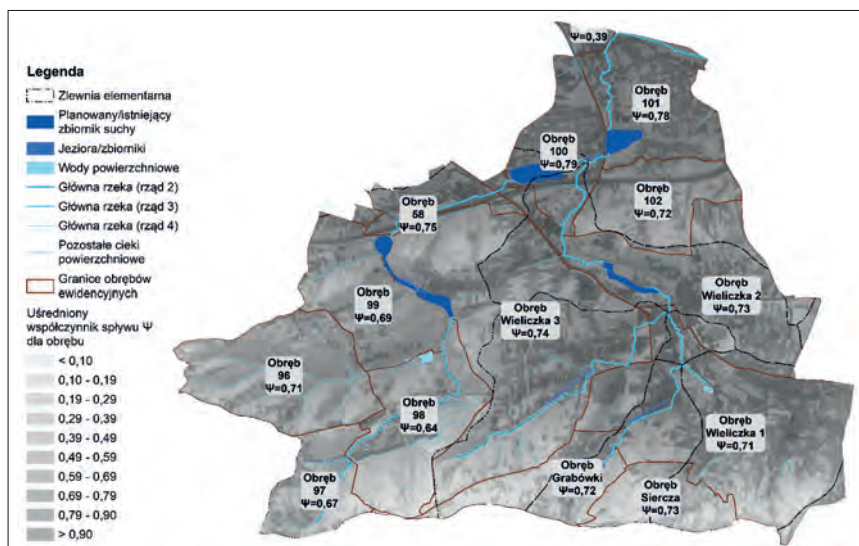 Legenda
Zlewnia elementarna
Planowany/istniejący
zbiornik suchy
Jeziora/zbiorniki
Wody powierzchniowe
Główna rzeka (rząd 2)
Główna rzeka (rząd 3)
Główna rzeka (rząd 4)
Pozostałe cieki
powierzchniowe
Granice obrębów
ewidencyjnych
Uśredniony
współczynnik spływu Ψ
dla obrębu
< 0,10
0,10 - 0,19
0,19 - 0,29
0,29 - 0,39
0,39 - 0,49
0,49 - 0,59
0,59 - 0,69
0,69 - 0,79
0,79 - 0,90
> 0,90
Ψ=0,39
Obręb
101
Ψ=0,78
Obręb
100
Ψ=0,79
Obręb
102
Ψ=0,72
Obręb
58
Ψ=0,75
Obręb
99
Ψ=0,69
Obręb
Wieliczka 3
Ψ=0,74
Obręb
Wieliczka 2
Ψ=0,73
Obręb
96
Ψ=0,71
Obręb
98
Ψ=0,64
Obręb
Wieliczka 1
Ψ=0,71
Obręb
97
Ψ=0,67
Obręb
Grabówki
Ψ=0,72
Obręb
Siercza
Ψ=0,73